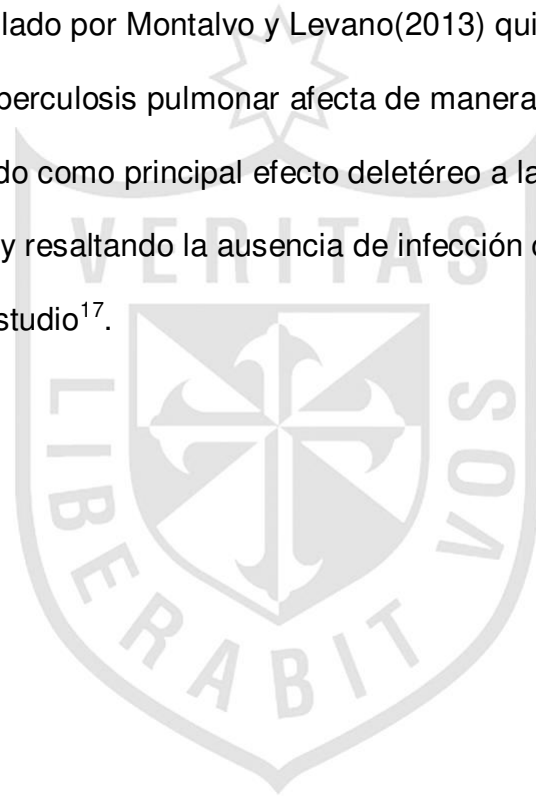 lado por Montalvo y Levano(2013) qui
perculosis pulmonar afecta de manera
do como principal efecto deletéreo a la
y resaltando la ausencia de infección
studio17.
VERITAS
LIBERABIT
VOS